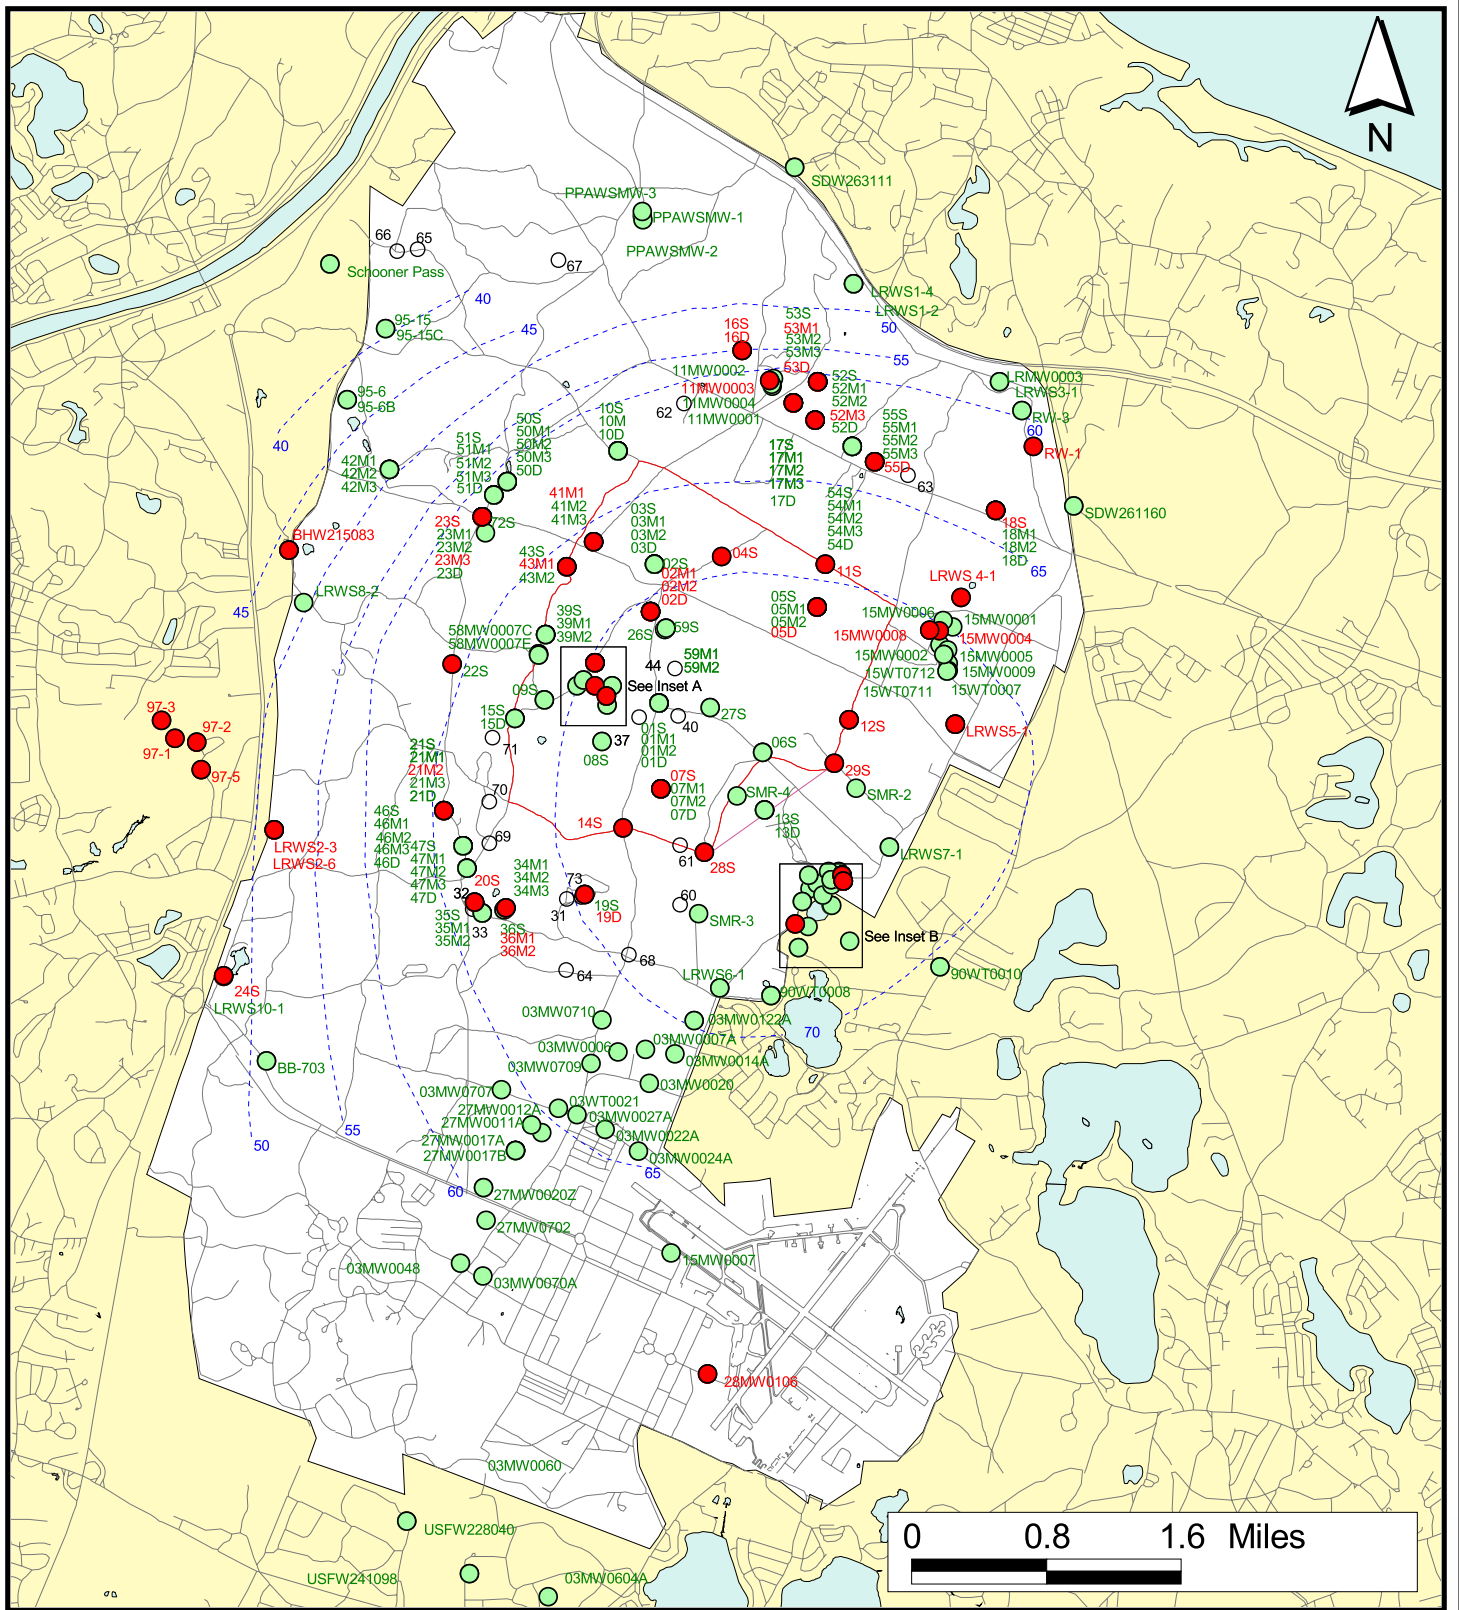 N
SDW263111
PPAWSMW-3
PPAWSMW-1
PPAWSMW-2
66
65
67
Schooner Pass
LRWS1-4
LRWS1-2
40
45
50
55
95-15
95-15C
16S
16D
53S
53M1
53M2
53M3
53D
11MW0002
11MW0003
11MW0004
11MW0001
62
52S
52M1
52M2
52M3
52D
LRMW0003
LRWS3-1
RW-3
60
RW-1
95-6
95-6B
10S
10M
10D
50S
50M1
50M2
50M3
50D
51S
51M1
51M2
51M3
51D
55S
55M1
55M2
55M3
55D
63
40
42M1
42M2
42M3
17S
17M1
17M2
17M3
17D
41M1
41M2
41M3
03S
03M1
03M2
03D
54S
54M1
54M2
54M3
54D
SDW261160
18S
18M1
18M2
18D
65
23S
23M1
23M2
23M3
23D
72S
BHW215083
43S
43M1
43M2
02S
02M1
02M2
02D
04S
11S
LRWS 4-1
LRWS8-2
45
05S
05M1
05M2
05D
39S
39M1
39M2
58MW0007C
58MW0007E
26S
59S
59M1
59M2
44
15MW0006
15MW0001
15MW0008
15MW0004
15MW0002
15MW0005
15WT0712
15MW0009
15WT0711
15WT0007
22S
09S
See Inset A
15S
15D
27S
40
37
08S
01S
01M1
01M2
01D
12S
LRWS5-1
97-3
97-2
97-1
97-5
71
06S
29S
21S
21M1
21M2
21M3
21D
70
07S
07M1
07M2
07D
SMR-4
SMR-2
13S
13D
46S
46M1
46M2
46M3
46D
47S
47M1
47M2
47M3
47D
69
14S
61
28S
LRWS2-3
LRWS2-6
LRWS7-1
34M1
34M2
34M3
20S
32
73
31
19S
19D
60
SMR-3
35S
35M1
35M2
33
36S
36M1
36M2
See Inset B
68
64
24S
LRWS10-1
LRWS6-1
90WT0008
90WT0010
70
03MW0710
03MW0122A
03MW0006
03MW0007A
03MW0709
03MW0014A
BB-703
03MW0020
03MW0707
03WT0021
27MW0012A
03MW0027A
27MW0011A
03MW0022A
27MW0017A
27MW0017B
03MW0024A
50
55
60
65
27MW0020Z
27MW0702
15MW0007
03MW0048
03MW0070A
28MW0106
03MW0060
USFW228040
USFW241098
03MW0604A
0 0.8 1.6 Miles